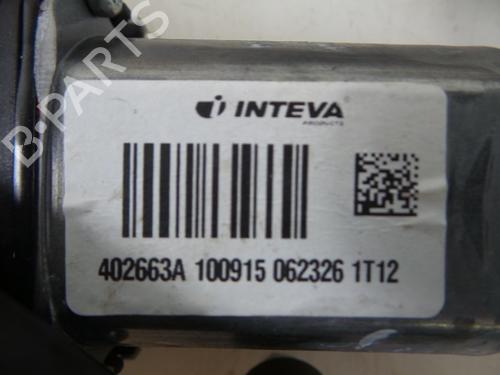 INTEVA
PRODUCTS
402663A 100915 062326 1T12
B-PARTS